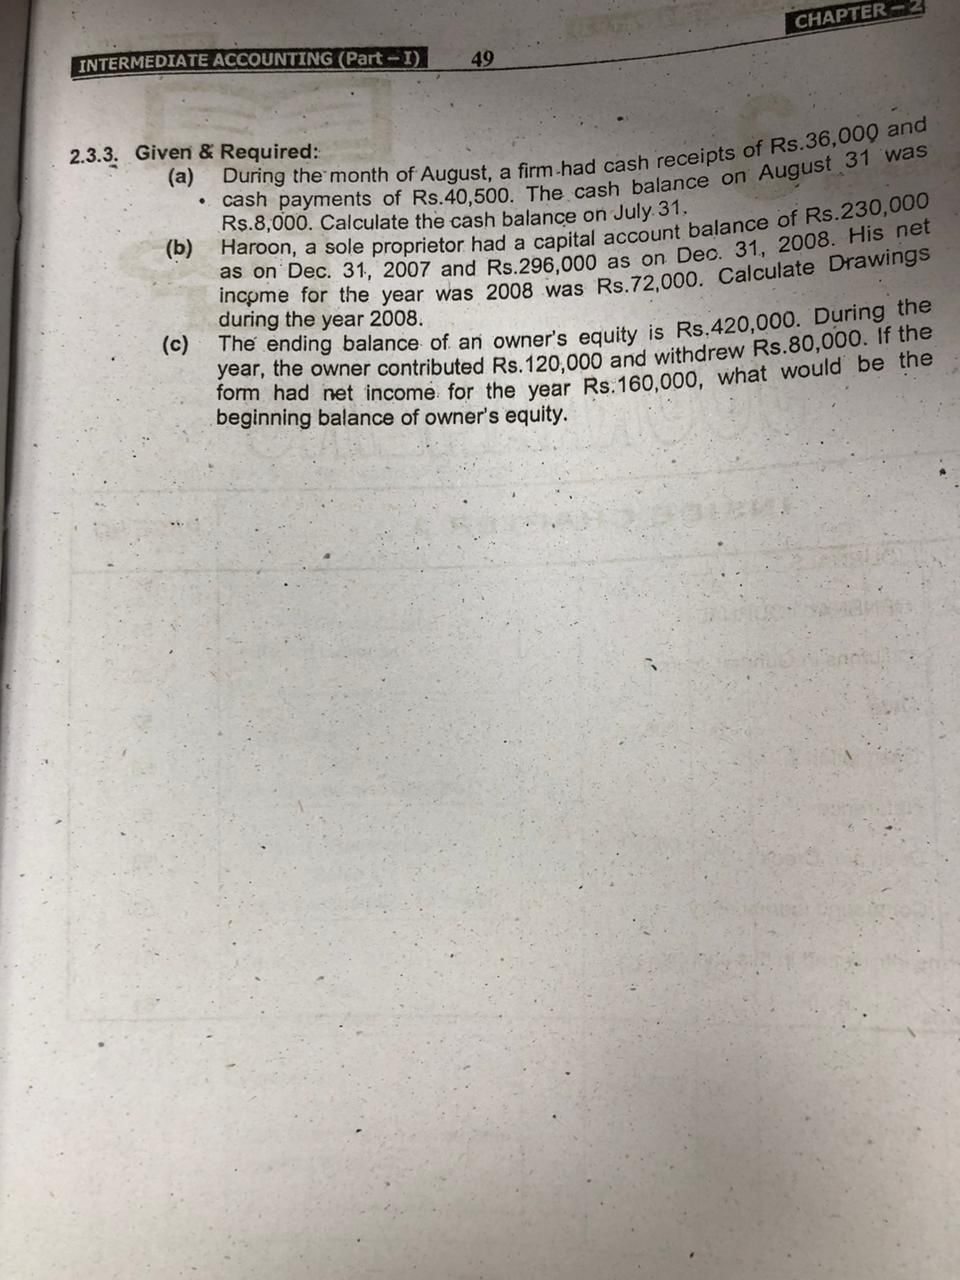 CHAPTER – 2
INTERMEDIATE ACCOUNTING (Part – I) 49
2.3.3. Given & Required:
(a) During the month of August, a firm had cash receipts of Rs.36,000 and
cash payments of Rs.40,500. The cash balance on August 31 was
Rs.8,000. Calculate the cash balance on July 31.
(b) Haroon, a sole proprietor had a capital account balance of Rs.230,000
as on Dec. 31, 2007 and Rs.296,000 as on Dec. 31, 2008. His net
income for the year was 2008 was Rs.72,000. Calculate Drawings
during the year 2008.
(c) The ending balance of an owner's equity is Rs.420,000. During the
year, the owner contributed Rs.120,000 and withdrew Rs.80,000. If the
form had net income for the year Rs.160,000, what would be the
beginning balance of owner's equity.